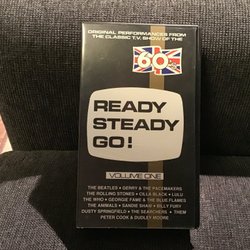 ORIGINAL PERFORMANCES FROM
THE CLASSIC T.V. SHOW OF THE
60s
READY
STEADY
GO!
VOLUME ONE
THE BEATLES • GERRY & THE PACEMAKERS
THE ROLLING STONES • CILLA BLACK • LULU
THE WHO • GEORGIE FAME & THE BLUE FLAMES
THE ANIMALS • SANDIE SHAW • BILLY FURY
DUSTY SPRINGFIELD • THE SEARCHERS • THEM
PETER COOK & DUDLEY MOORE